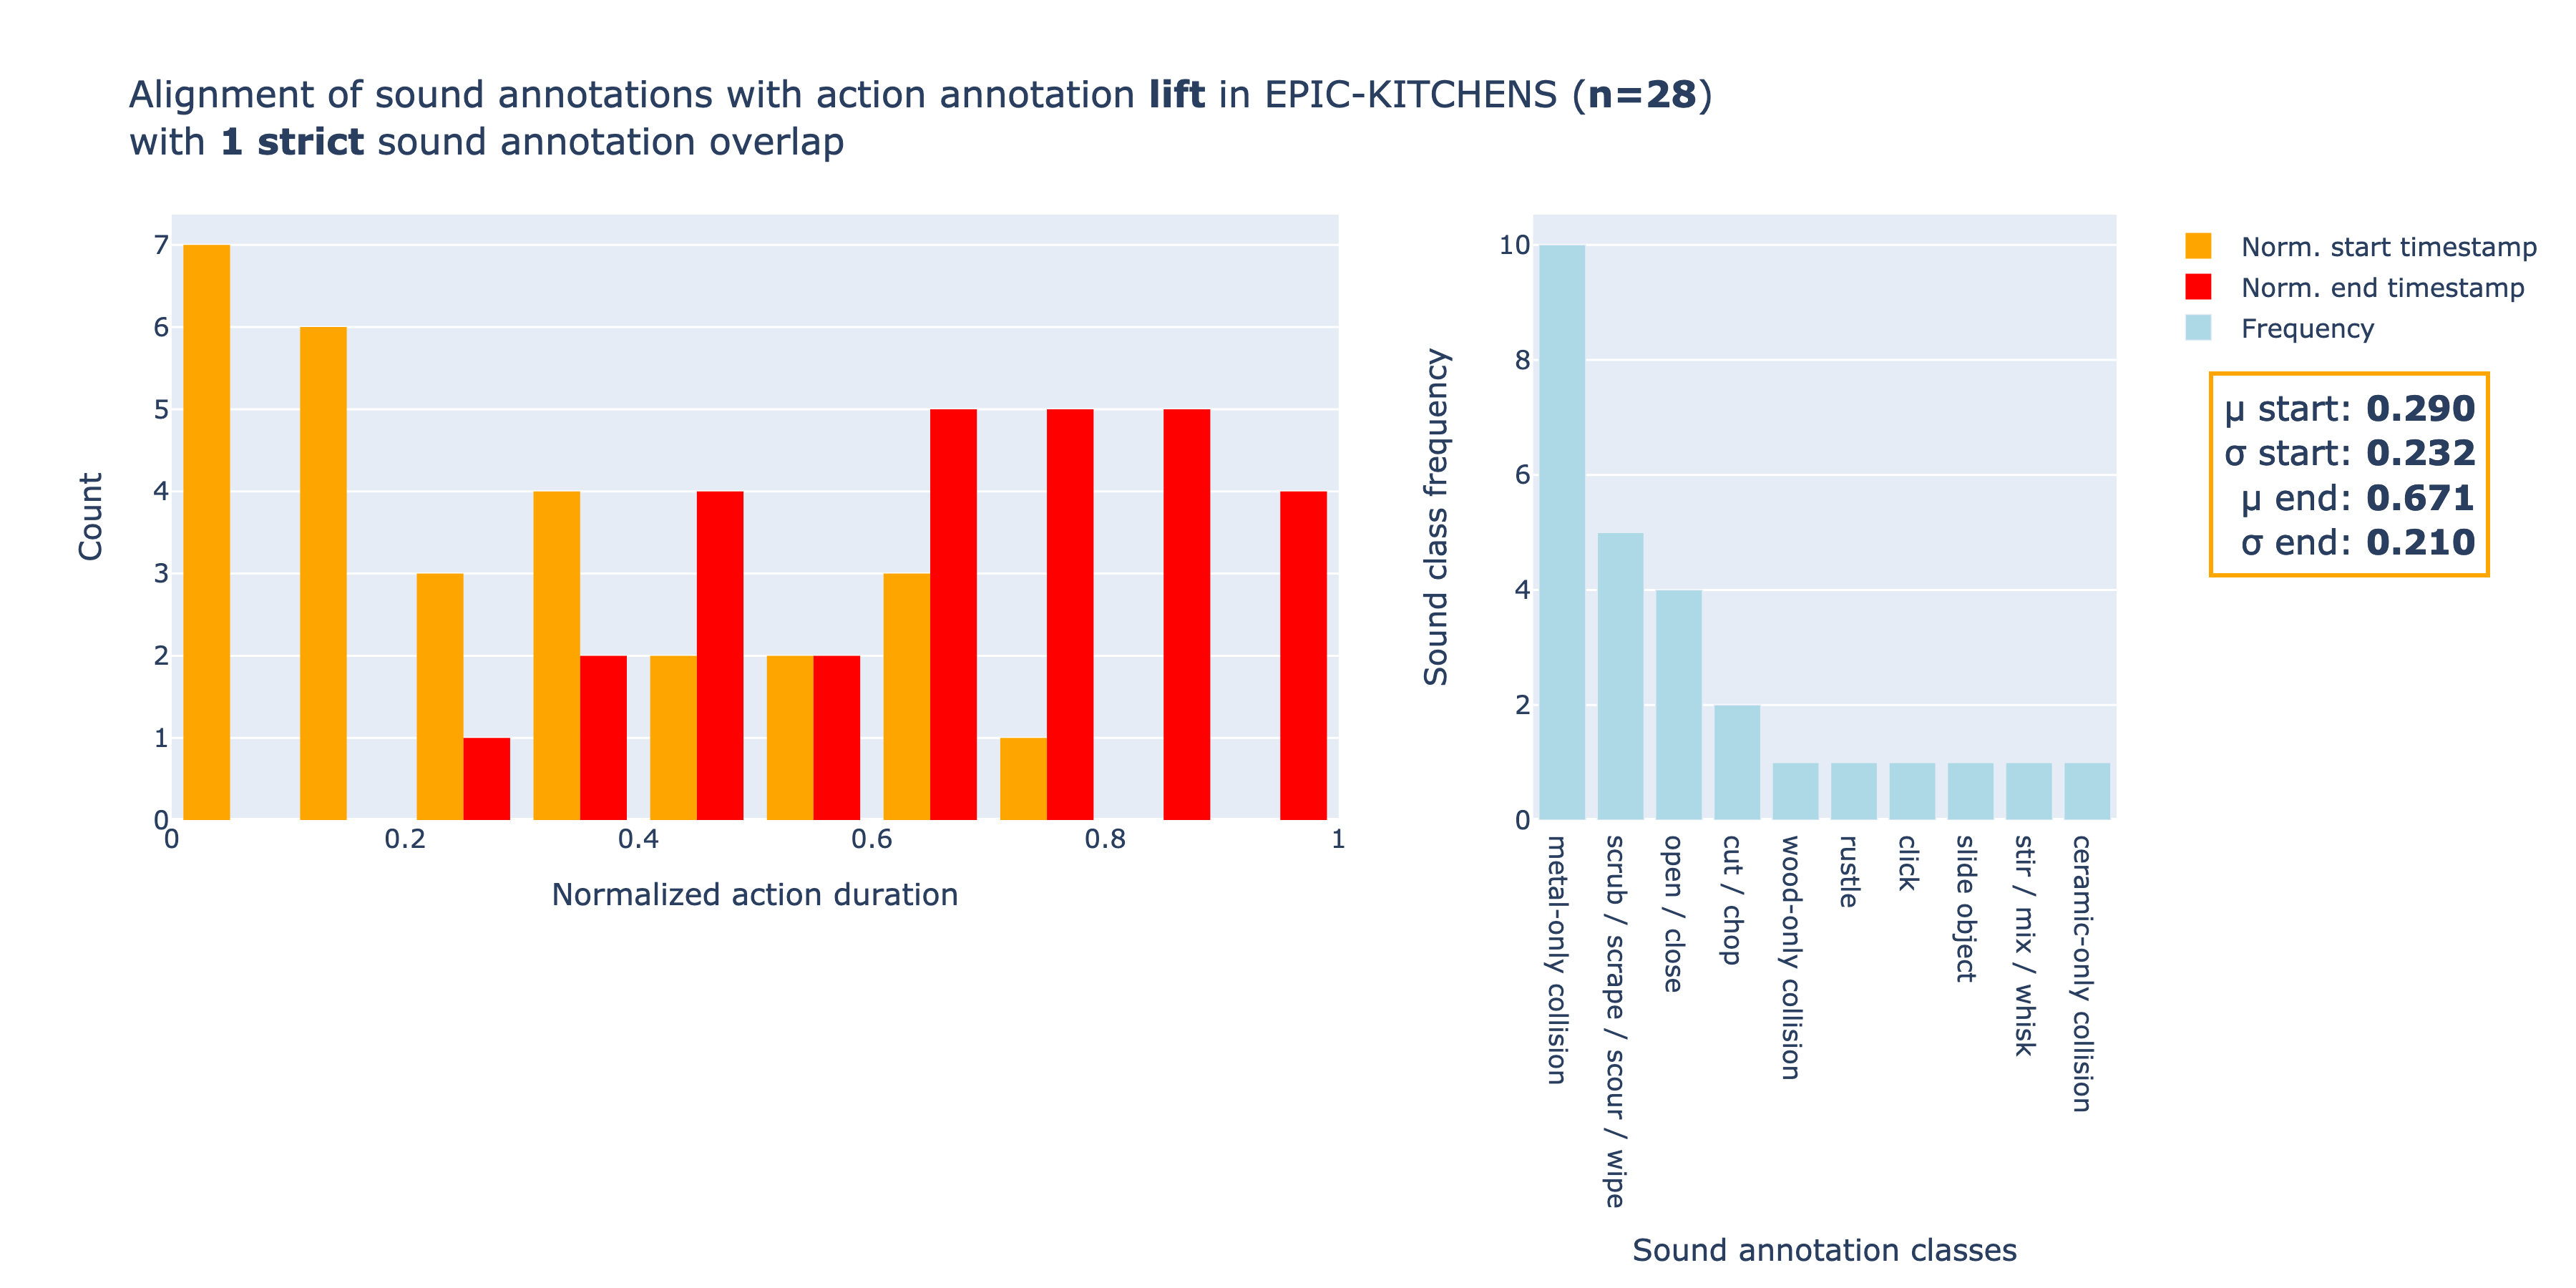 Alignment of sound annotations with action annotation lift in EPIC-KITCHENS (n=28)
with 1 strict sound annotation overlap
Count
7
6
5
4
3
2
1
0
0
0.2
0.4
0.6
0.8
1
Normalized action duration
Sound class frequency
10
8
6
4
2
0
metal-only collision
scrub / scrape / scour / wipe
open / close
cut / chop
wood-only collision
rustle
click
slide object
stir / mix / whisk
ceramic-only collision
Sound annotation classes
Norm. start timestamp
Norm. end timestamp
Frequency
μ start: 0.290
σ start: 0.232
μ end: 0.671
σ end: 0.210